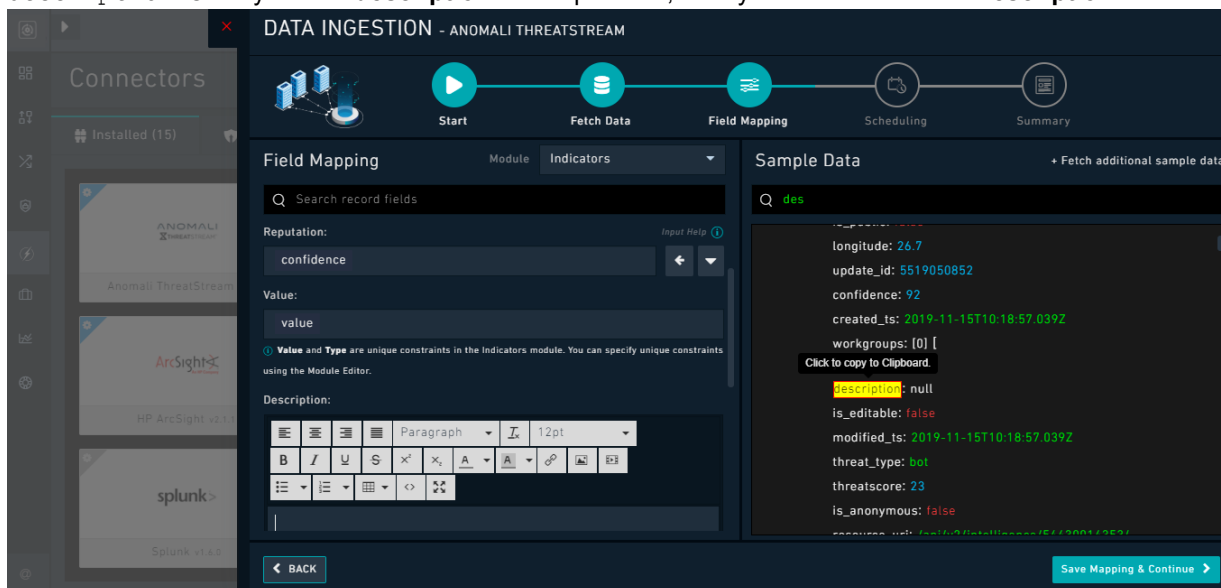 DATA INGESTION - ANOMALI THREATSTREAM
Connectors
Installed (15)
Start
Fetch Data
Field Mapping
Scheduling
Summary
ANOMALI
THREATSTREAM
Anomali ThreatStream
ArcSight
HP ArcSight v2.1.1
splunk>
Splunk v1.6.0
Field Mapping
Module
Indicators
Search record fields
Reputation:
Input Help
confidence
Value:
value
Value and Type are unique constraints in the Indicators module. You can specify unique constraints
using the Module Editor.
Description:
Paragraph
12pt
Sample Data
+ Fetch additional sample data
des
longitude: 26.7
update_id: 5519050852
confidence: 92
created_ts: 2019-11-15T10:18:57.039Z
workgroups: [0] [
Click to copy to Clipboard.
description: null
is_editable: false
modified_ts: 2019-11-15T10:18:57.039Z
threat_type: bot
threatscore: 23
is_anonymous: false
BACK
Save Mapping & Continue